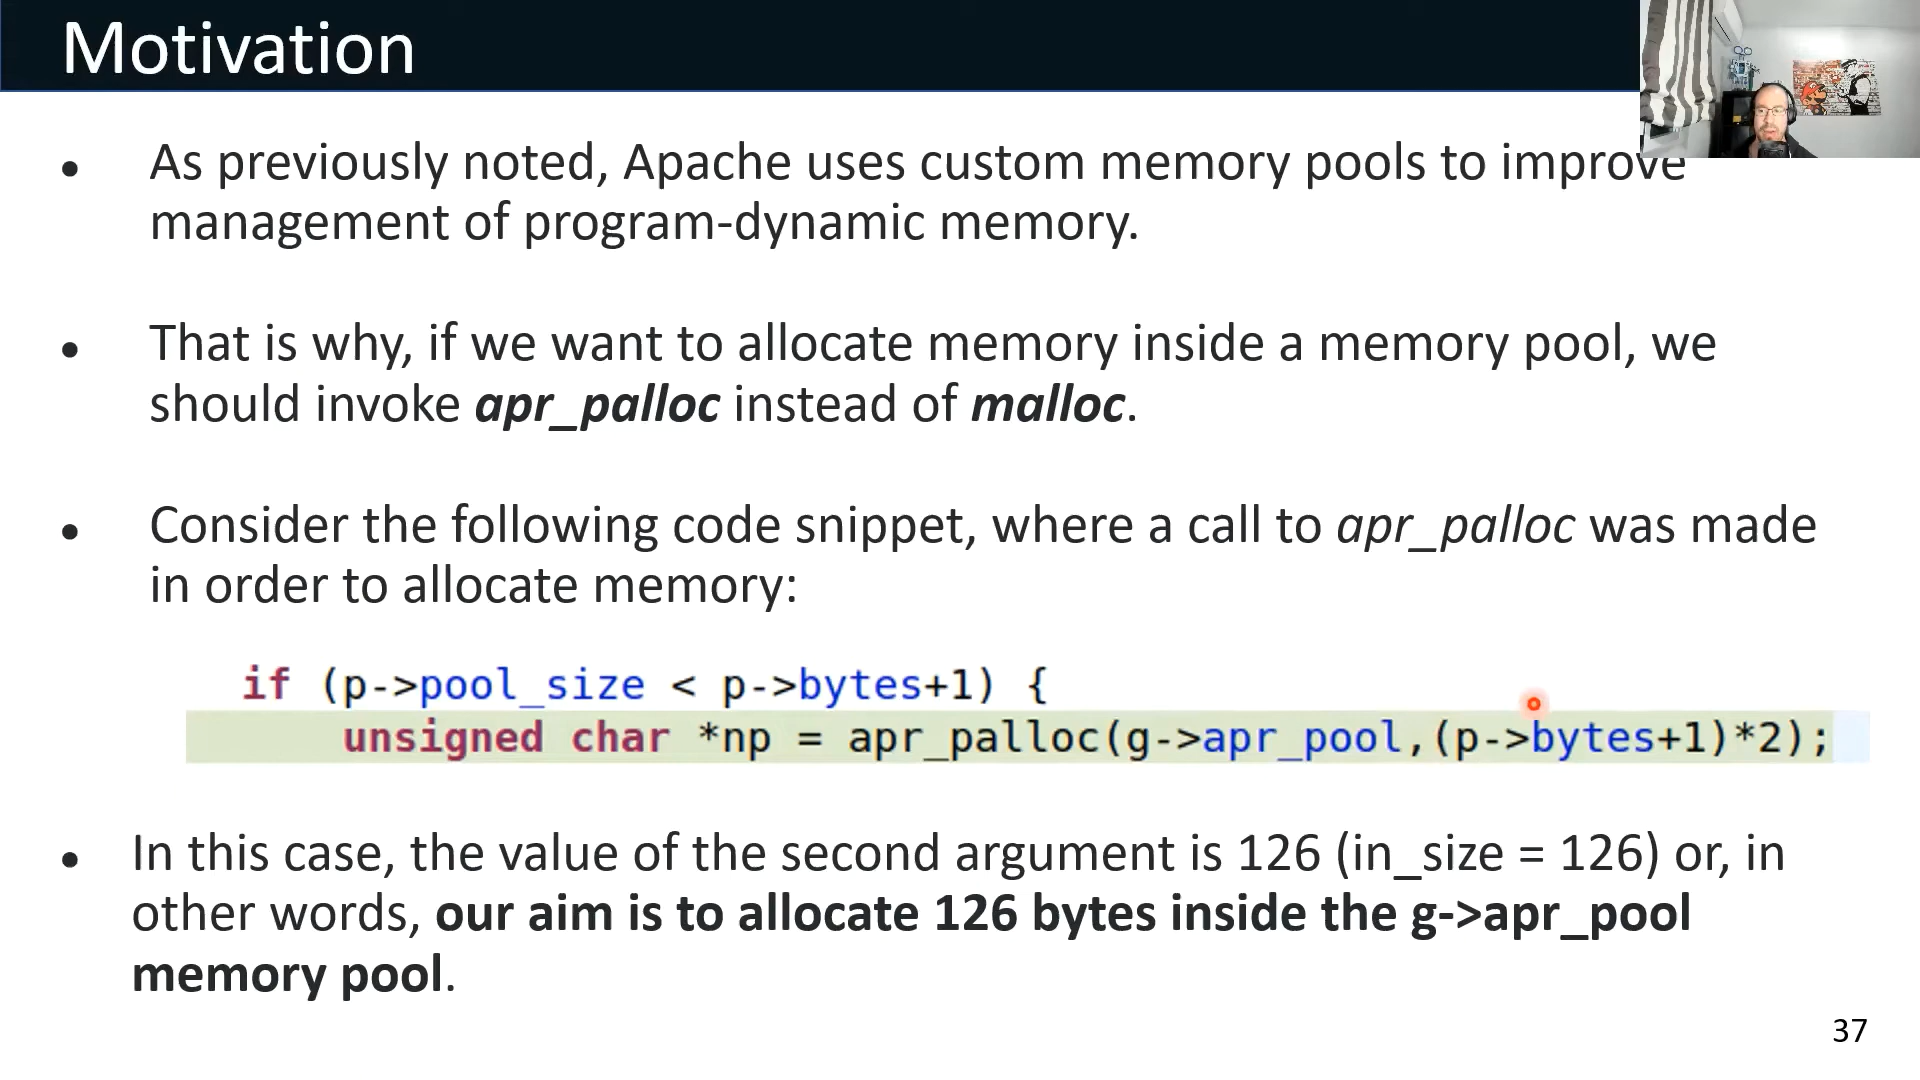 Motivation
• As previously noted, Apache uses custom memory pools to improve
management of program-dynamic memory.
• That is why, if we want to allocate memory inside a memory pool, we
should invoke apr_palloc instead of malloc.
• Consider the following code snippet, where a call to apr_palloc was made
in order to allocate memory:
if (p->pool_size < p->bytes+1) {
unsigned char *np = apr_palloc(g->apr_pool,(p->bytes+1)*2);
• In this case, the value of the second argument is 126 (in_size = 126) or, in
other words, our aim is to allocate 126 bytes inside the g->apr_pool
memory pool.
37